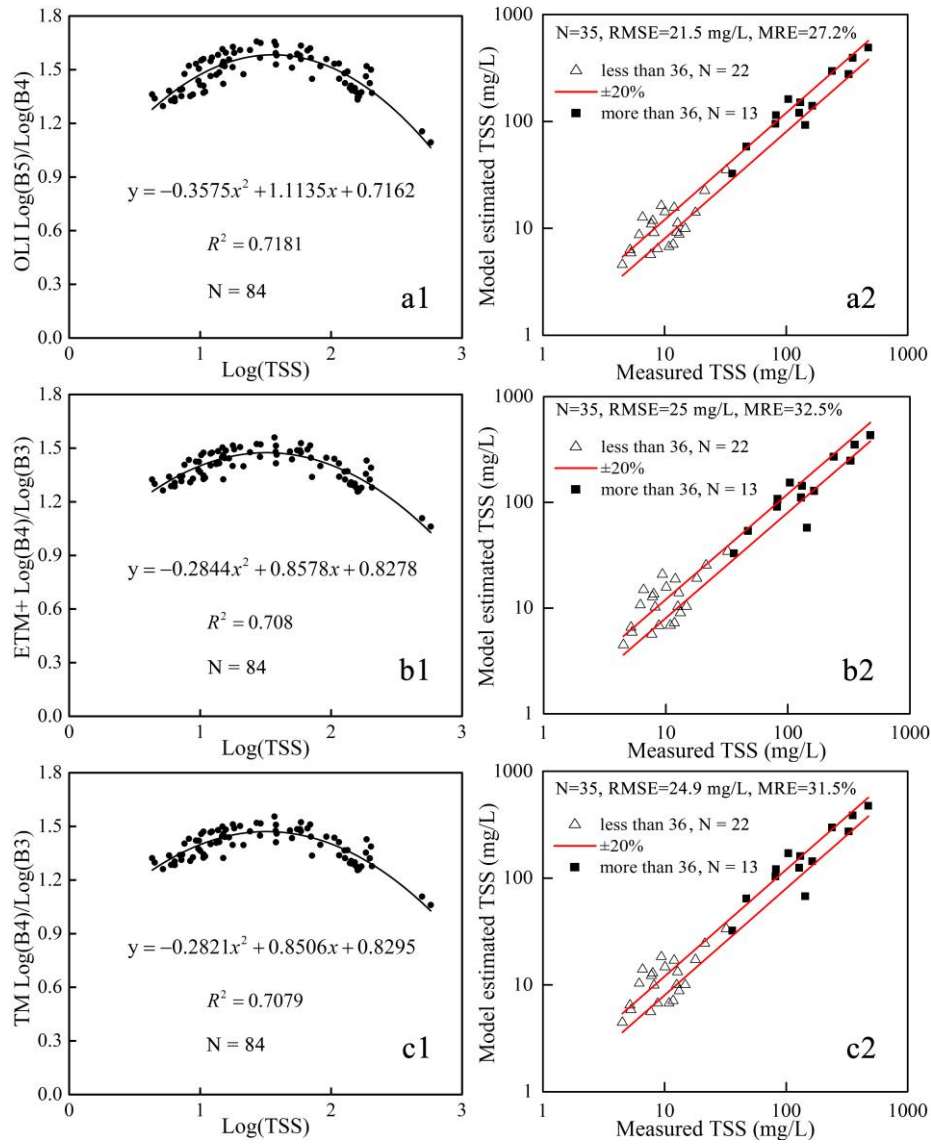 1.8
1.5
1.2
0.9
0.6
0.3
0.0
OLI Log(B5)/Log(B4)
y = −0.3575x² + 1.1135x + 0.7162
R² = 0.7181
N = 84
a1
0 1 2 3
Log(TSS)
1000
100
10
1
Model estimated TSS (mg/L)
N=35, RMSE=21.5 mg/L, MRE=27.2%
less than 36, N = 22
±20%
more than 36, N = 13
a2
1 10 100 1000
Measured TSS (mg/L)
1.8
1.5
1.2
0.9
0.6
0.3
0.0
ETM+ Log(B4)/Log(B3)
y = −0.2844x² + 0.8578x + 0.8278
R² = 0.708
N = 84
b1
0 1 2 3
Log(TSS)
1000
100
10
1
Model estimated TSS (mg/L)
N=35, RMSE=25 mg/L, MRE=32.5%
less than 36, N = 22
±20%
more than 36, N = 13
b2
1 10 100 1000
Measured TSS (mg/L)
1.8
1.5
1.2
0.9
0.6
0.3
0.0
TM Log(B4)/Log(B3)
y = −0.2821x² + 0.8506x + 0.8295
R² = 0.7079
N = 84
c1
0 1 2 3
Log(TSS)
1000
100
10
1
Model estimated TSS (mg/L)
N=35, RMSE=24.9 mg/L, MRE=31.5%
less than 36, N = 22
±20%
more than 36, N = 13
c2
1 10 100 1000
Measured TSS (mg/L)